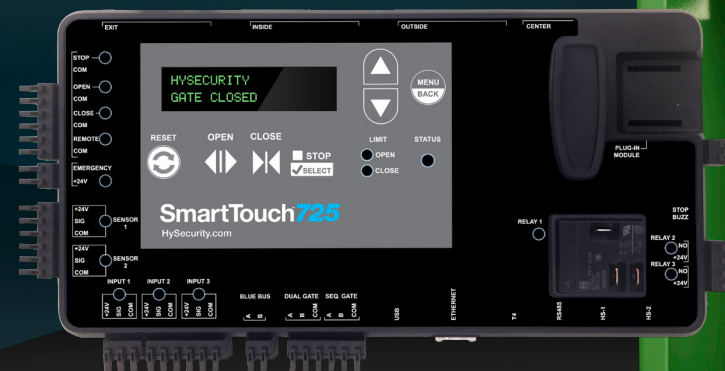 EXIT
INSIDE
OUTSIDE
CENTER
STOP
COM
OPEN
COM
CLOSE
COM
REMOTE
COM
EMERGENCY
+24V
HYSECURITY
GATE CLOSED
MENU
BACK
RESET
OPEN
CLOSE
STOP
SELECT
LIMIT
OPEN
CLOSE
STATUS
PLUG-IN
MODULE
SmartTouch 725
HySecurity.com
+24V
SIG
COM
SENSOR
1
+24V
SIG
COM
SENSOR
2
RELAY 1
STOP
BUZZ
RELAY 2
NO
+24V
RELAY 3
NO
+24V
INPUT 1
INPUT 2
INPUT 3
+24V
SIG
COM
+24V
SIG
COM
+24V
SIG
COM
BLUE BUS
A
B
DUAL GATE
A
B
COM
SEQ. GATE
A
B
COM
USB
ETHERNET
T4
RS485
HS-1
HS-2